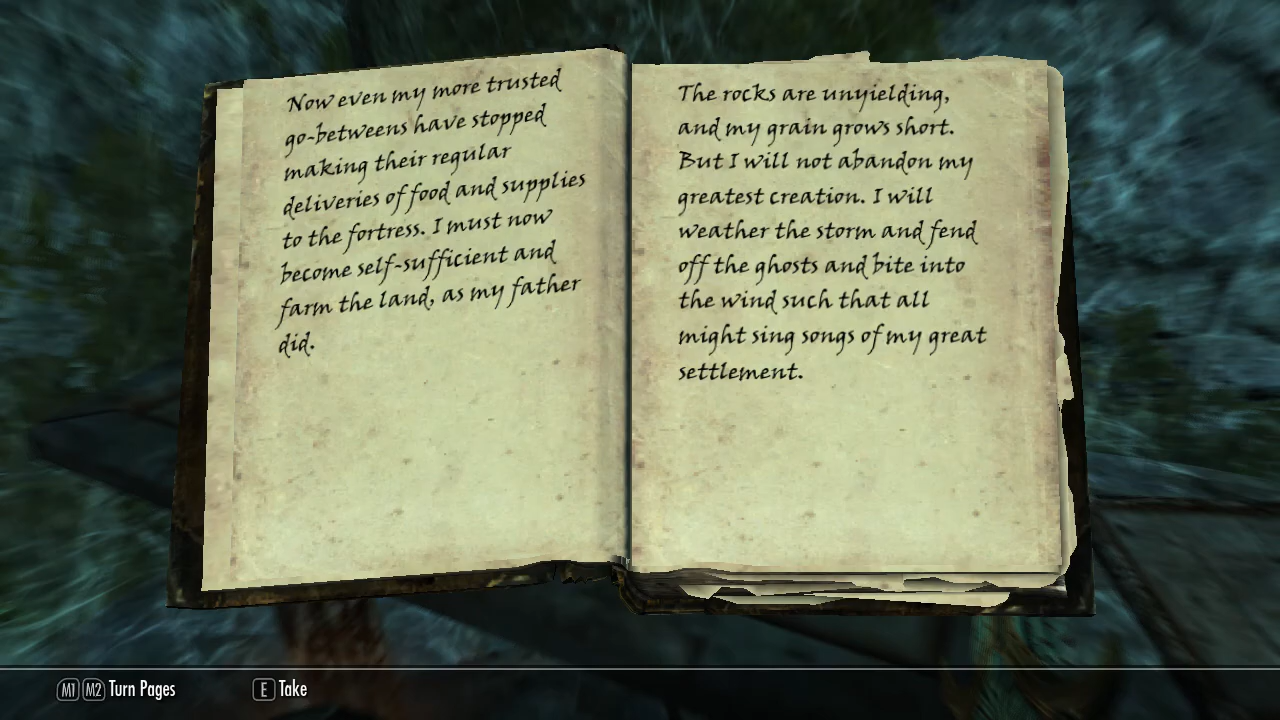 Now even my more trusted
go-betweens have stopped
making their regular
deliveries of food and supplies
to the fortress. I must now
become self-sufficient and
farm the land, as my father
did.
The rocks are unyielding,
and my grain grows short.
But I will not abandon my
greatest creation. I will
weather the storm and fend
off the ghosts and bite into
the wind such that all
might sing songs of my great
settlement.
M1 M2 Turn Pages
E Take